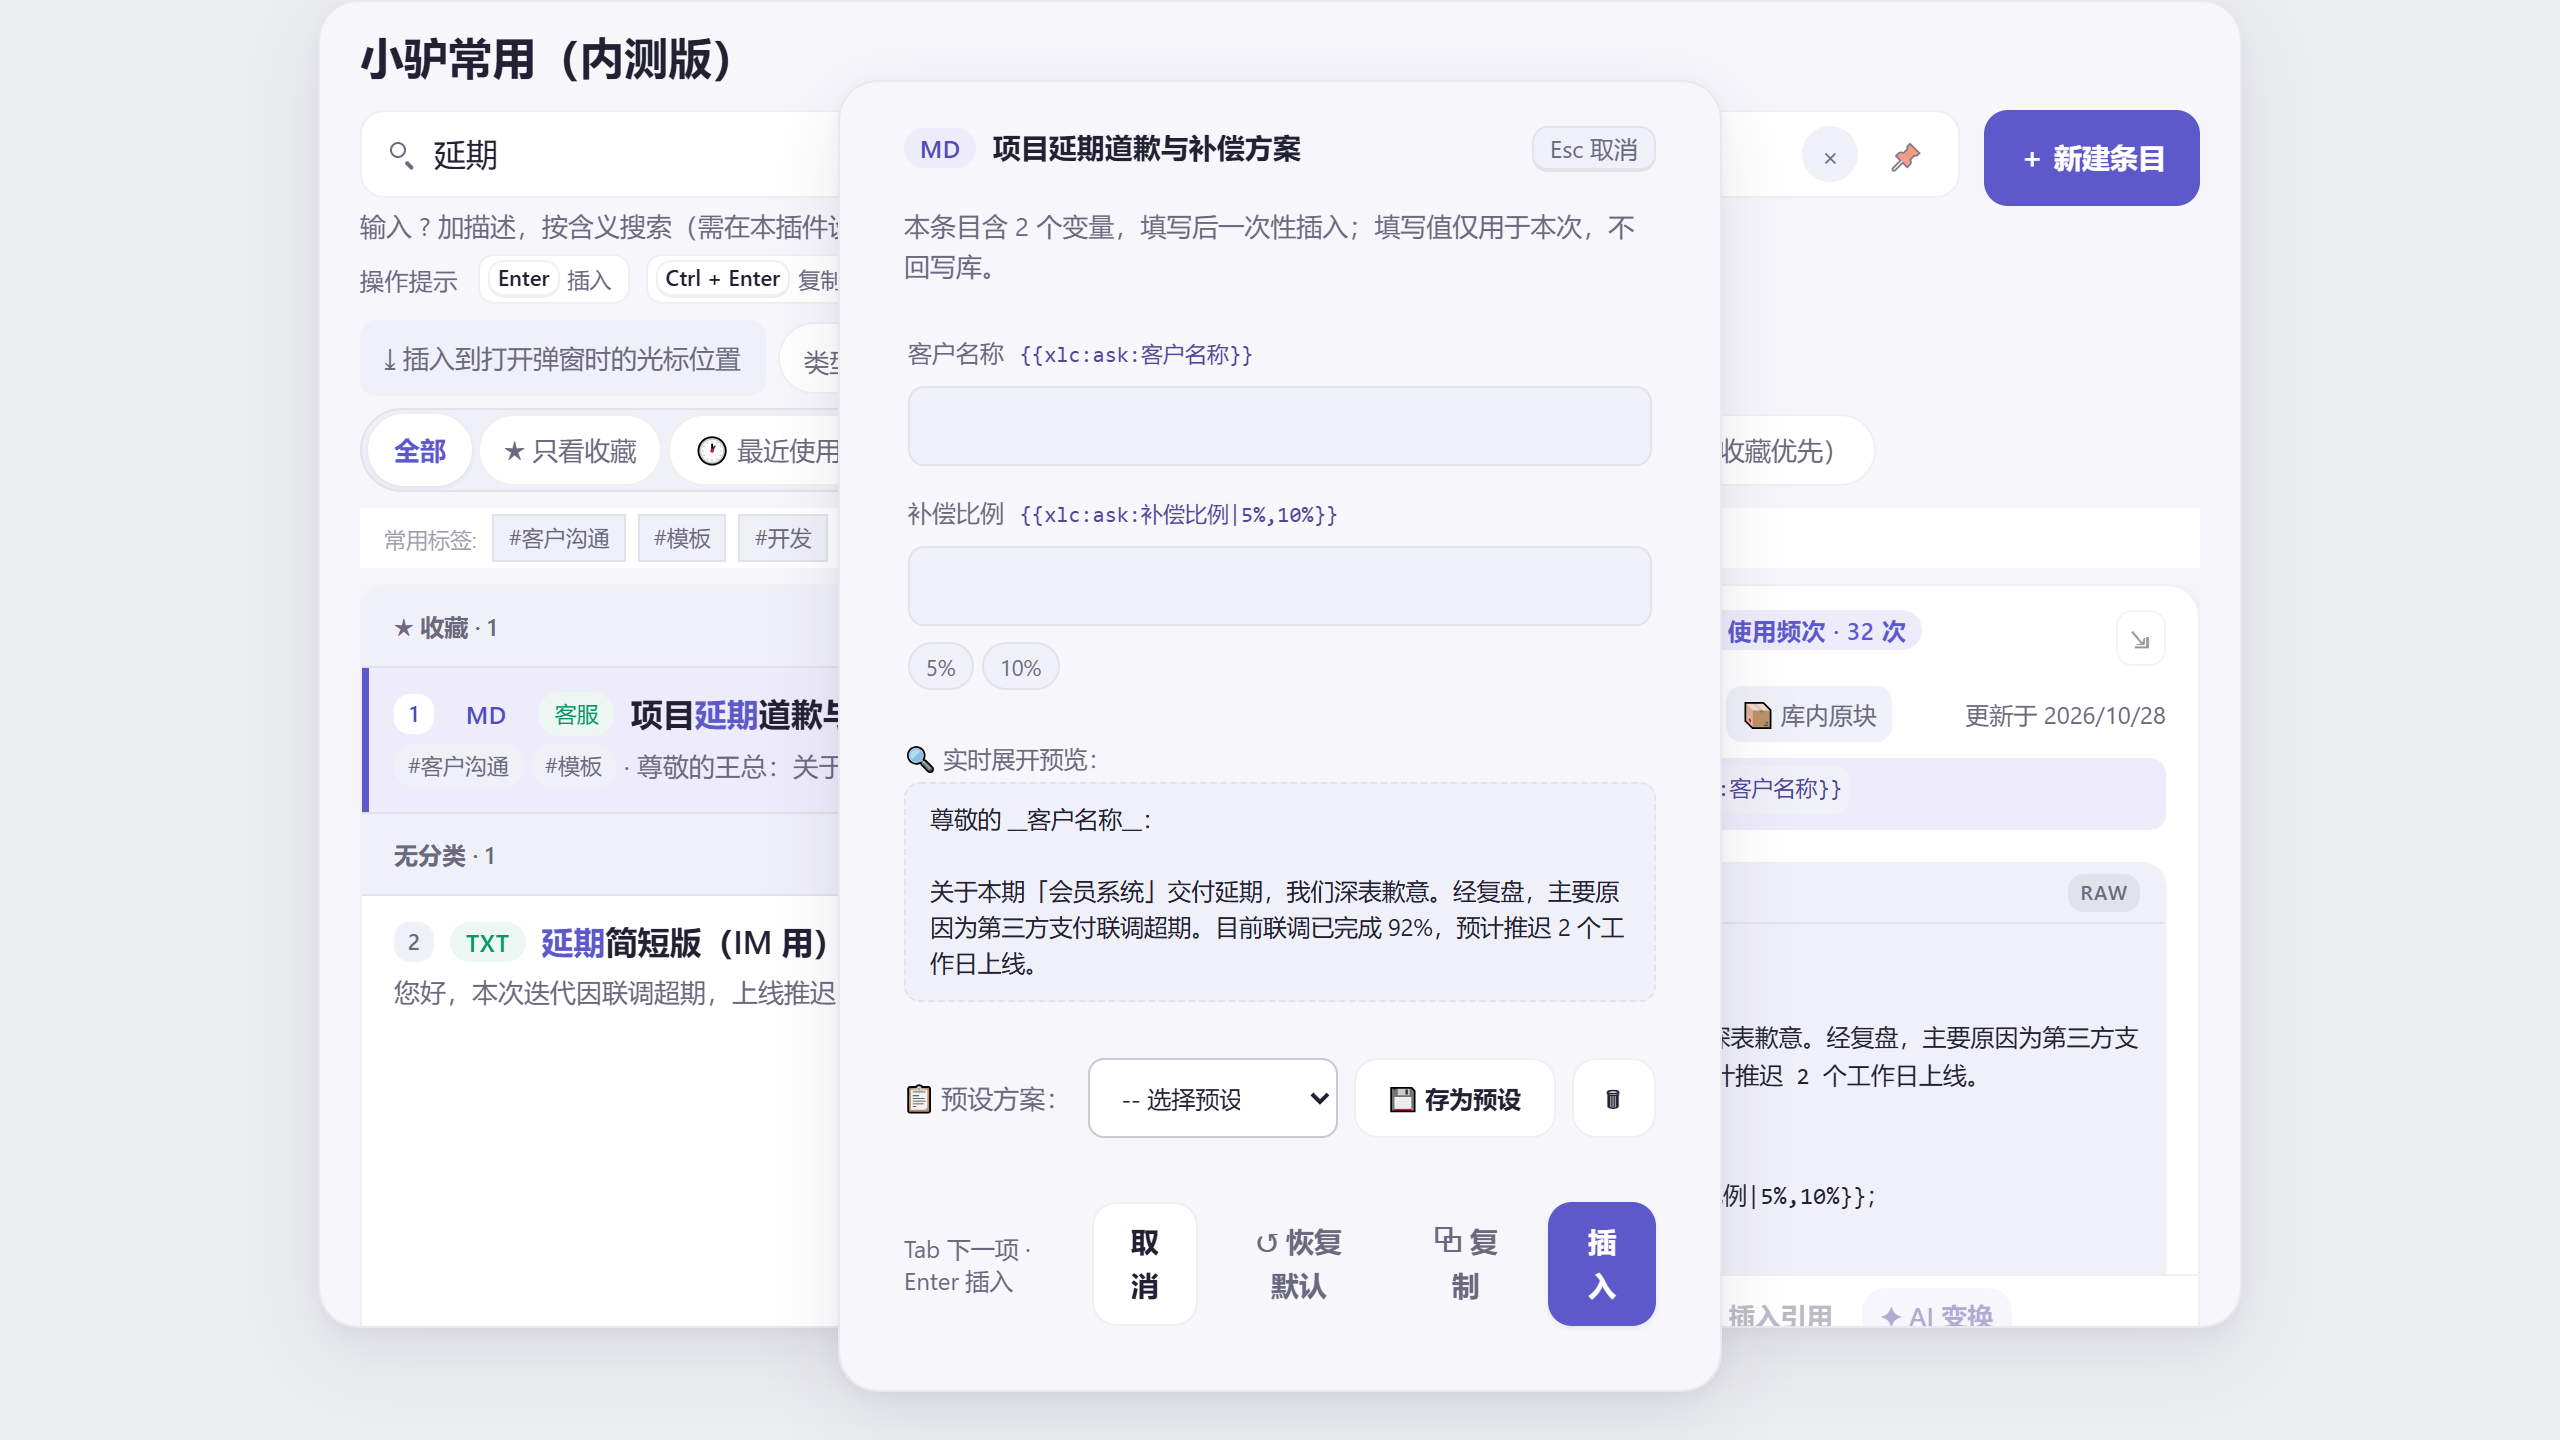 小驴常用（内测版）
延期
×
+ 新建条目
输入 ? 加描述，按含义搜索（需在本插件
操作提示 Enter 插入 Ctrl + Enter 复制
插入到打开弹窗时的光标位置
全部
★ 只看收藏
最近使用
收藏优先）
常用标签:
#客户沟通
#模板
#开发
★ 收藏 · 1
1 MD 客服 项目延期道歉
#客户沟通 #模板 · 尊敬的王总：关于
无分类 · 1
2 TXT 延期简短版（IM 用）
您好，本次迭代因联调超期，上线推迟
MD 项目延期道歉与补偿方案
Esc 取消
本条目含 2 个变量，填写后一次性插入；填写值仅用于本次，不
回写库。
客户名称 {{xlc:ask:客户名称}}
补偿比例 {{xlc:ask:补偿比例|5%,10%}}
5%
10%
实时展开预览：
尊敬的 __客户名称__：
关于本期「会员系统」交付延期，我们深表歉意。经复盘，主要原
因为第三方支付联调超期。目前联调已完成 92%，预计推迟 2 个工
作日上线。
预设方案：
-- 选择预设
存为预设
Tab 下一项 ·
Enter 插入
取
消
↺ 恢复
默认
复
制
插
入
使用频次 · 32 次
库内原块
更新于 2026/10/28
:客户名称}}
RAW
表歉意。经复盘，主要原因为第三方支
推迟 2 个工作日上线。
例|5%,10%}};
插入引用
AI 变换